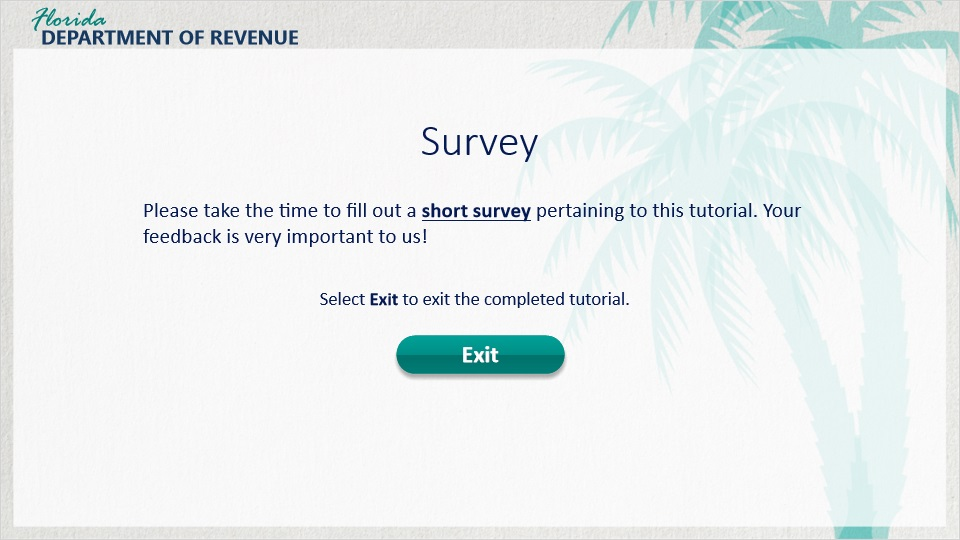 Florida
DEPARTMENT OF REVENUE
Survey
Please take the time to fill out a short survey pertaining to this tutorial. Your
feedback is very important to us!
Select Exit to exit the completed tutorial.
Exit